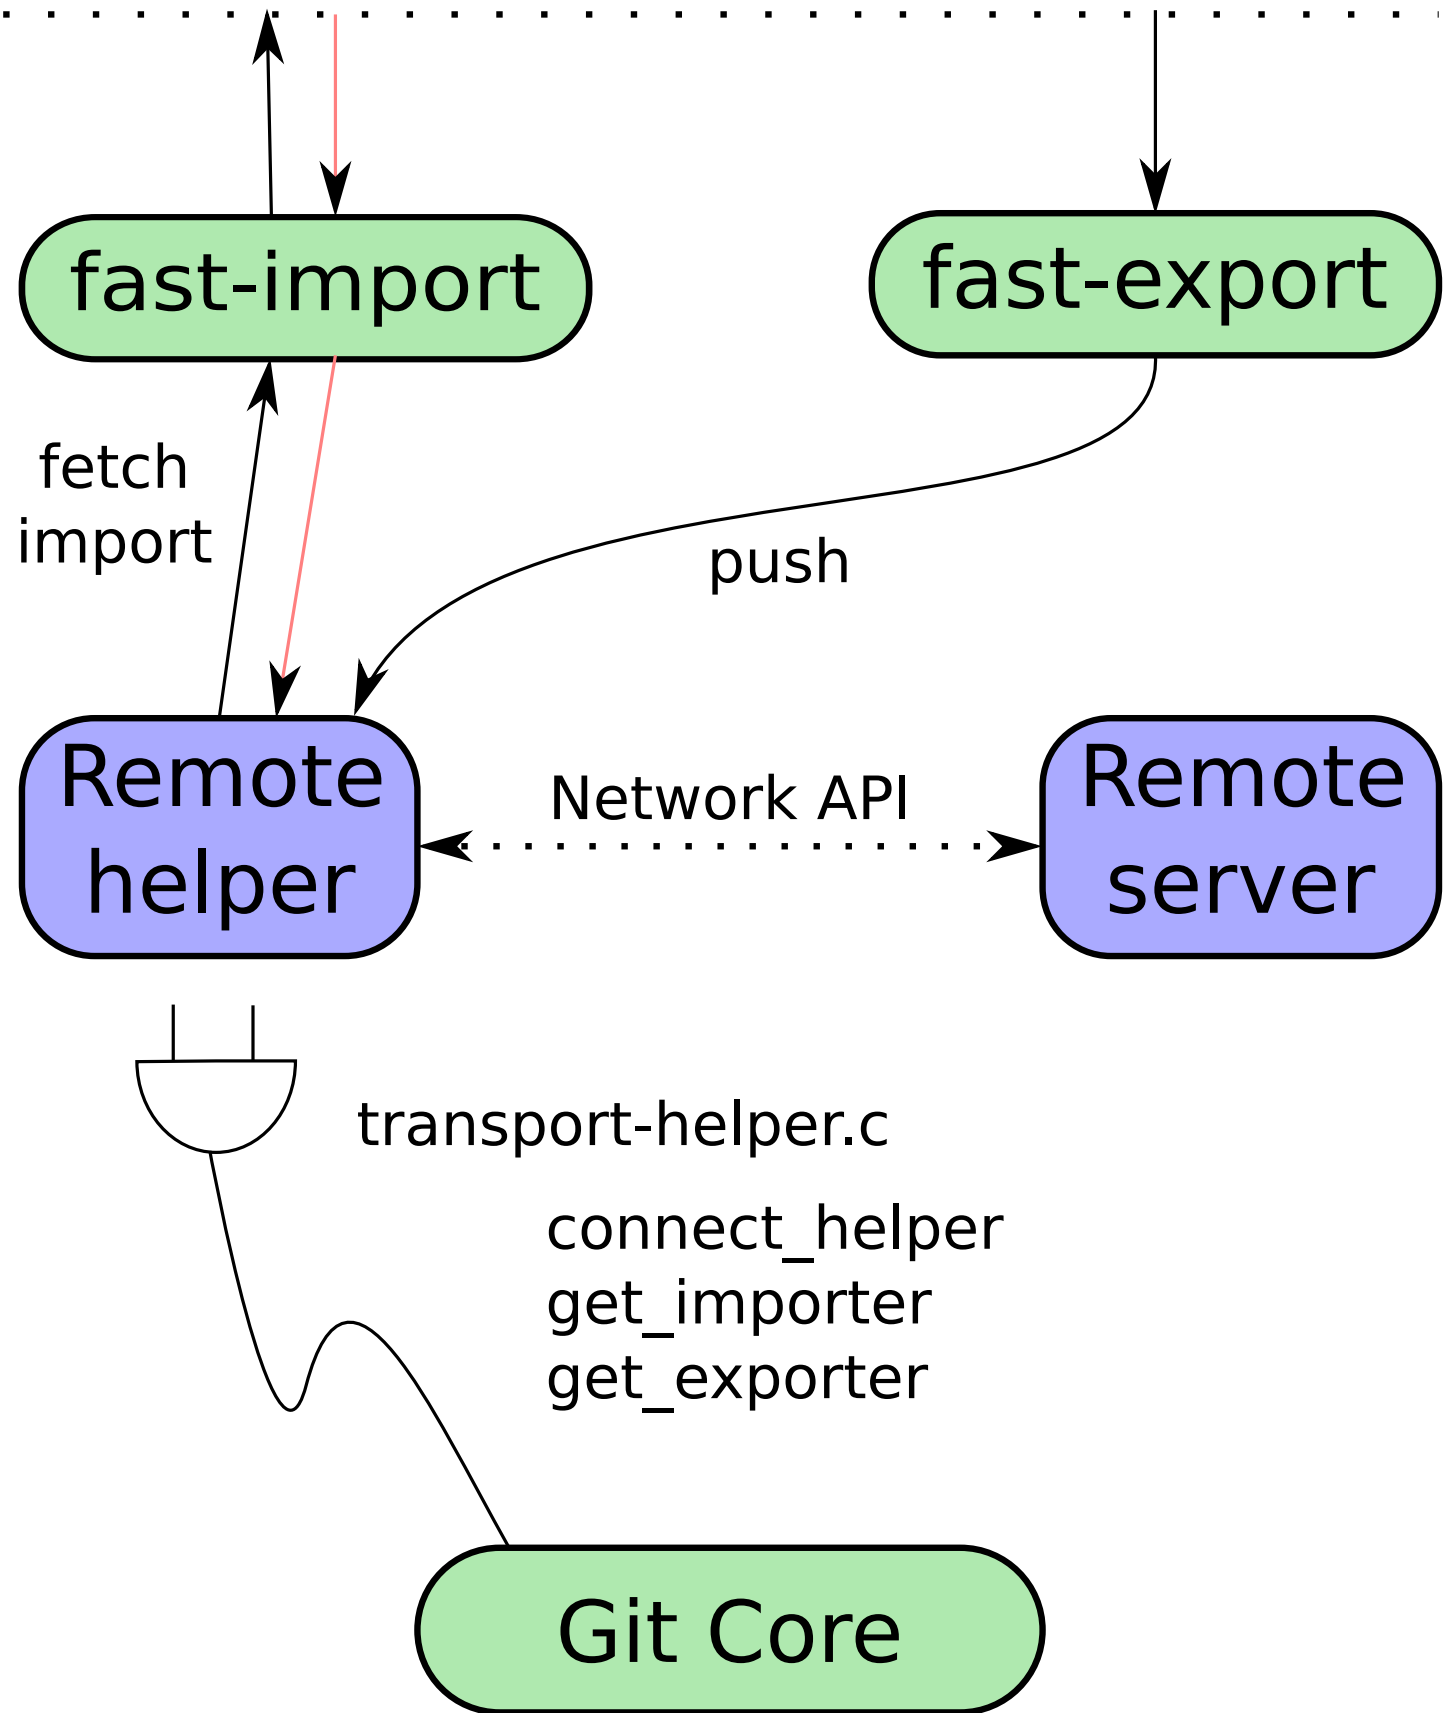 fast-import
fast-export
fetch
import
push
Remote
helper
Network API
Remote
server
transport-helper.c
connect_helper
get_importer
get_exporter
Git Core